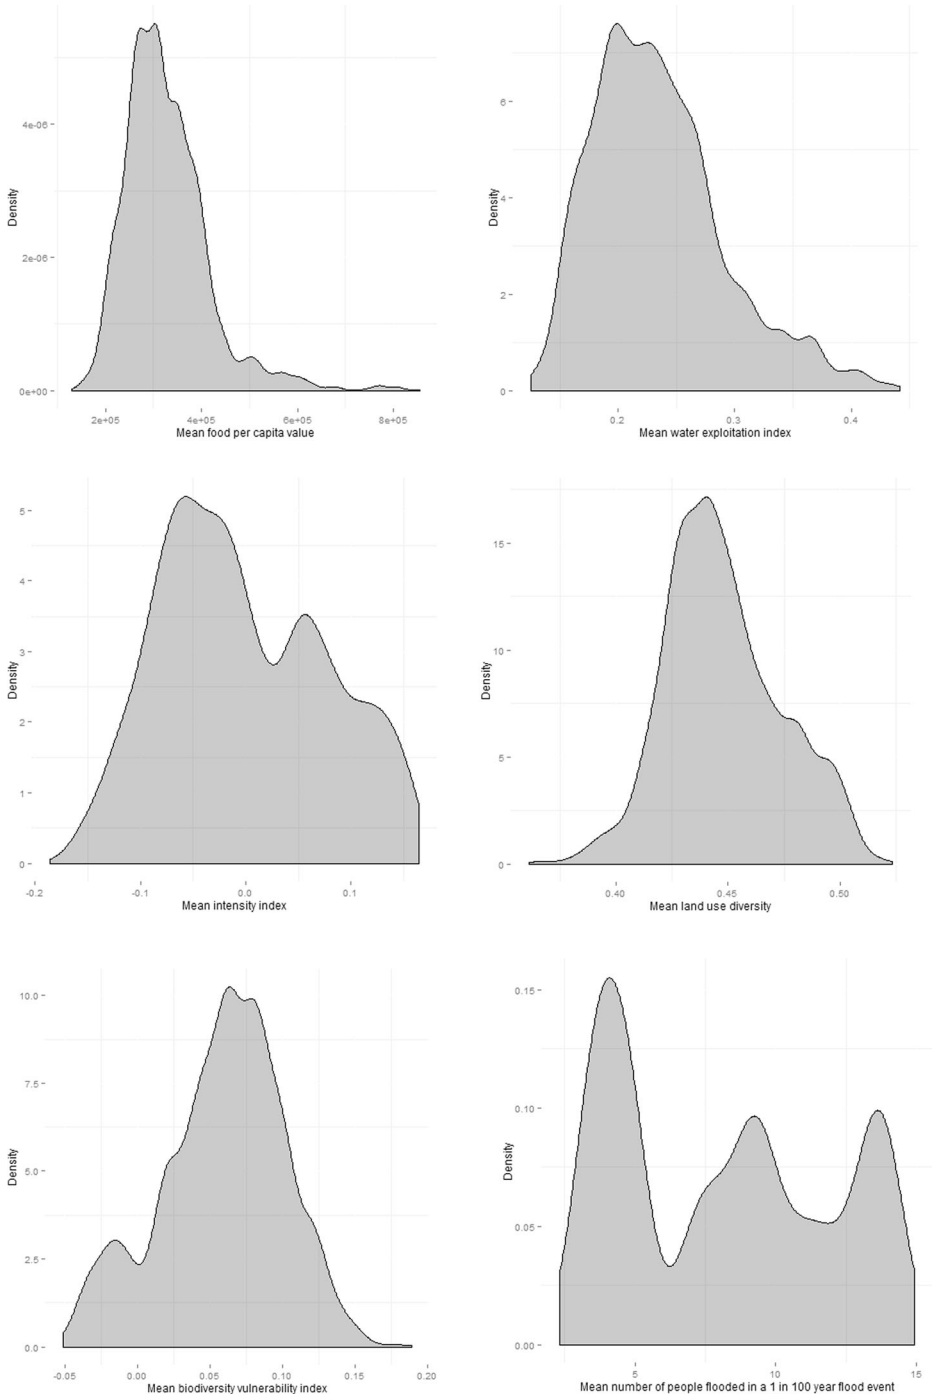 Density
4e-06
2e-06
0e+00
2e+05 4e+05 6e+05 8e+05
Mean food per capita value
Density
6
4
2
0
0.2 0.3 0.4
Mean water exploitation index
Density
5
4
3
2
1
0
-0.2 -0.1 0.0 0.1
Mean intensity index
Density
15
10
5
0
0.40 0.45 0.50
Mean land use diversity
Density
10.0
7.5
5.0
2.5
0.0
-0.05 0.00 0.05 0.10 0.15 0.20
Mean biodiversity vulnerability index
Density
0.15
0.10
0.05
0.00
5 10 15
Mean number of people flooded in a 1 in 100 year flood event